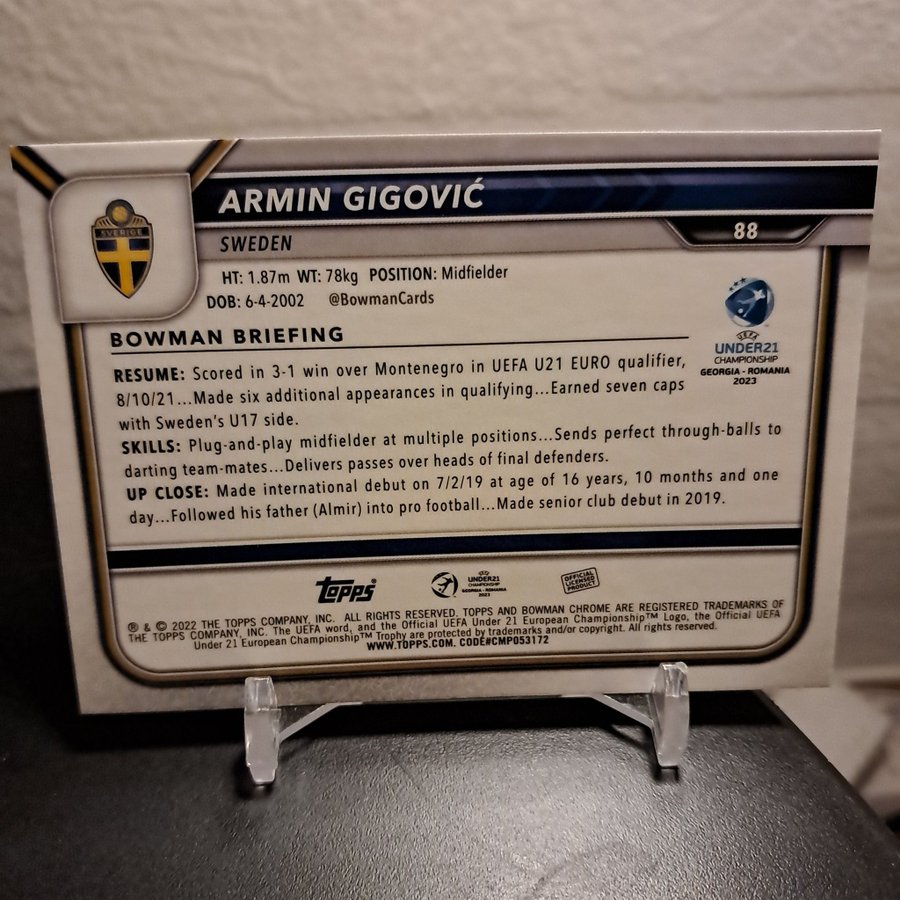 SVERIGE
ARMIN GIGOVIĆ
SWEDEN
88
HT: 1.87m WT: 78kg POSITION: Midfielder
DOB: 6-4-2002 @BowmanCards
BOWMAN BRIEFING
UEFA
UNDER21
CHAMPIONSHIP
GEORGIA - ROMANIA
2023
RESUME: Scored in 3-1 win over Montenegro in UEFA U21 EURO qualifier,
8/10/21...Made six additional appearances in qualifying...Earned seven caps
with Sweden's U17 side.
SKILLS: Plug-and-play midfielder at multiple positions...Sends perfect through-balls to
darting team-mates...Delivers passes over heads of final defenders.
UP CLOSE: Made international debut on 7/2/19 at age of 16 years, 10 months and one
day...Followed his father (Almir) into pro football...Made senior club debut in 2019.
Topps®
UEFA
UNDER21
CHAMPIONSHIP
GEORGIA - ROMANIA
2023
OFFICIAL
LICENSED
PRODUCT
® & © 2022 THE TOPPS COMPANY, INC. ALL RIGHTS RESERVED. TOPPS AND BOWMAN CHROME ARE REGISTERED TRADEMARKS OF
THE TOPPS COMPANY, INC. The UEFA word, and the Official UEFA Under 21 European Championship™ Logo, the Official UEFA
Under 21 European Championship™ Trophy are protected by trademarks and/or copyright. All rights reserved.
WWW.TOPPS.COM. CODE#CMP053172